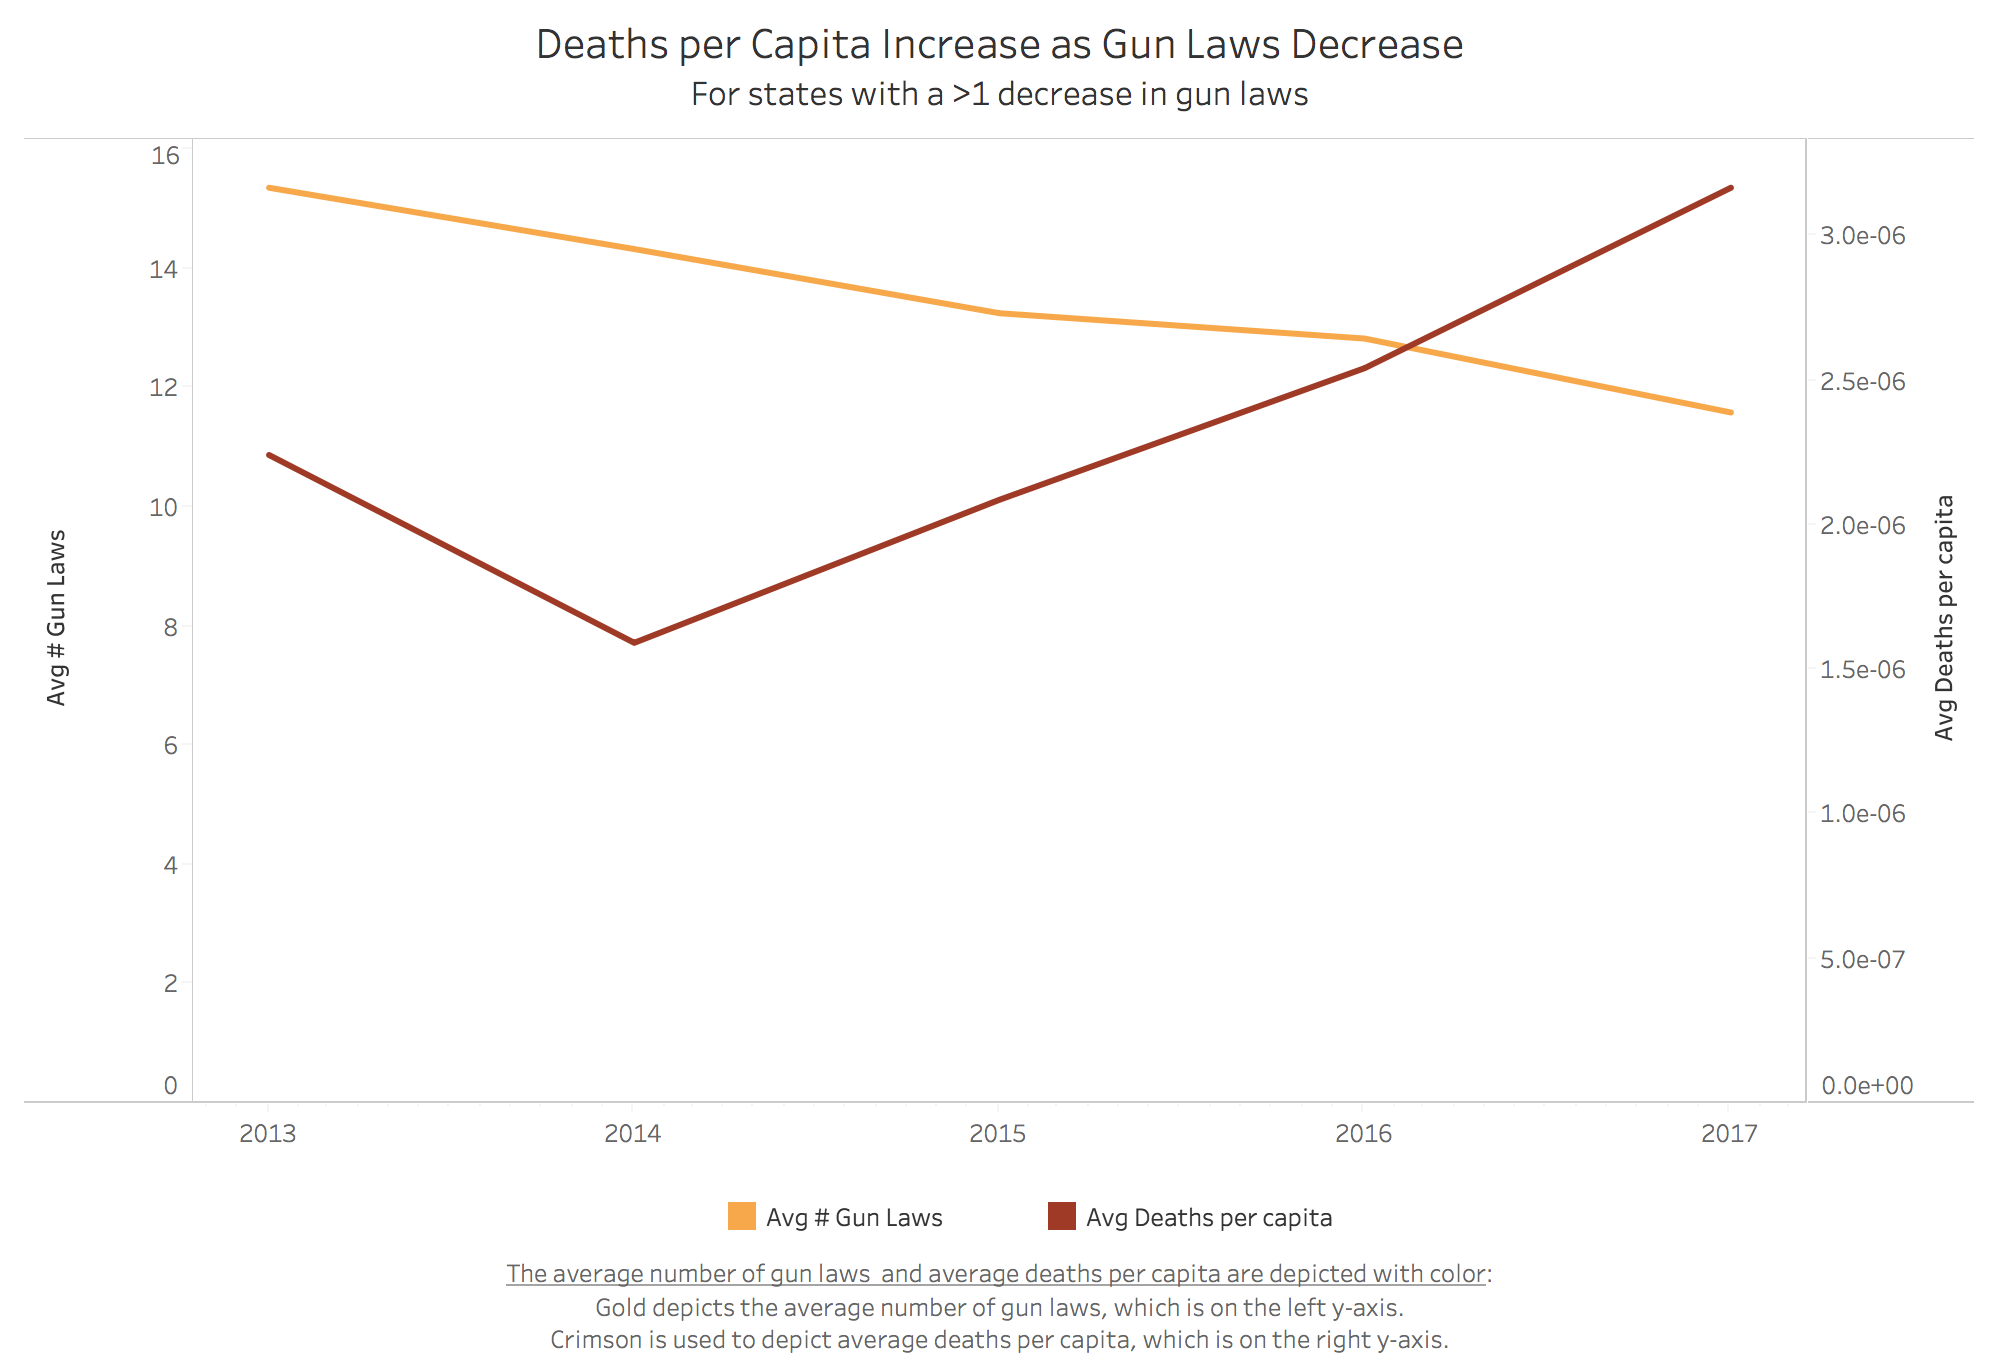 Deaths per Capita Increase as Gun Laws Decrease
For states with a >1 decrease in gun laws
16
14
12
10
8
6
4
2
0
Avg # Gun Laws
3.0e-06
2.5e-06
2.0e-06
1.5e-06
1.0e-06
5.0e-07
0.0e+00
Avg Deaths per capita
2013 2014 2015 2016 2017
Avg # Gun Laws Avg Deaths per capita
The average number of gun laws  and average deaths per capita are depicted with color:
Gold depicts the average number of gun laws, which is on the left y-axis.
Crimson is used to depict average deaths per capita, which is on the right y-axis.